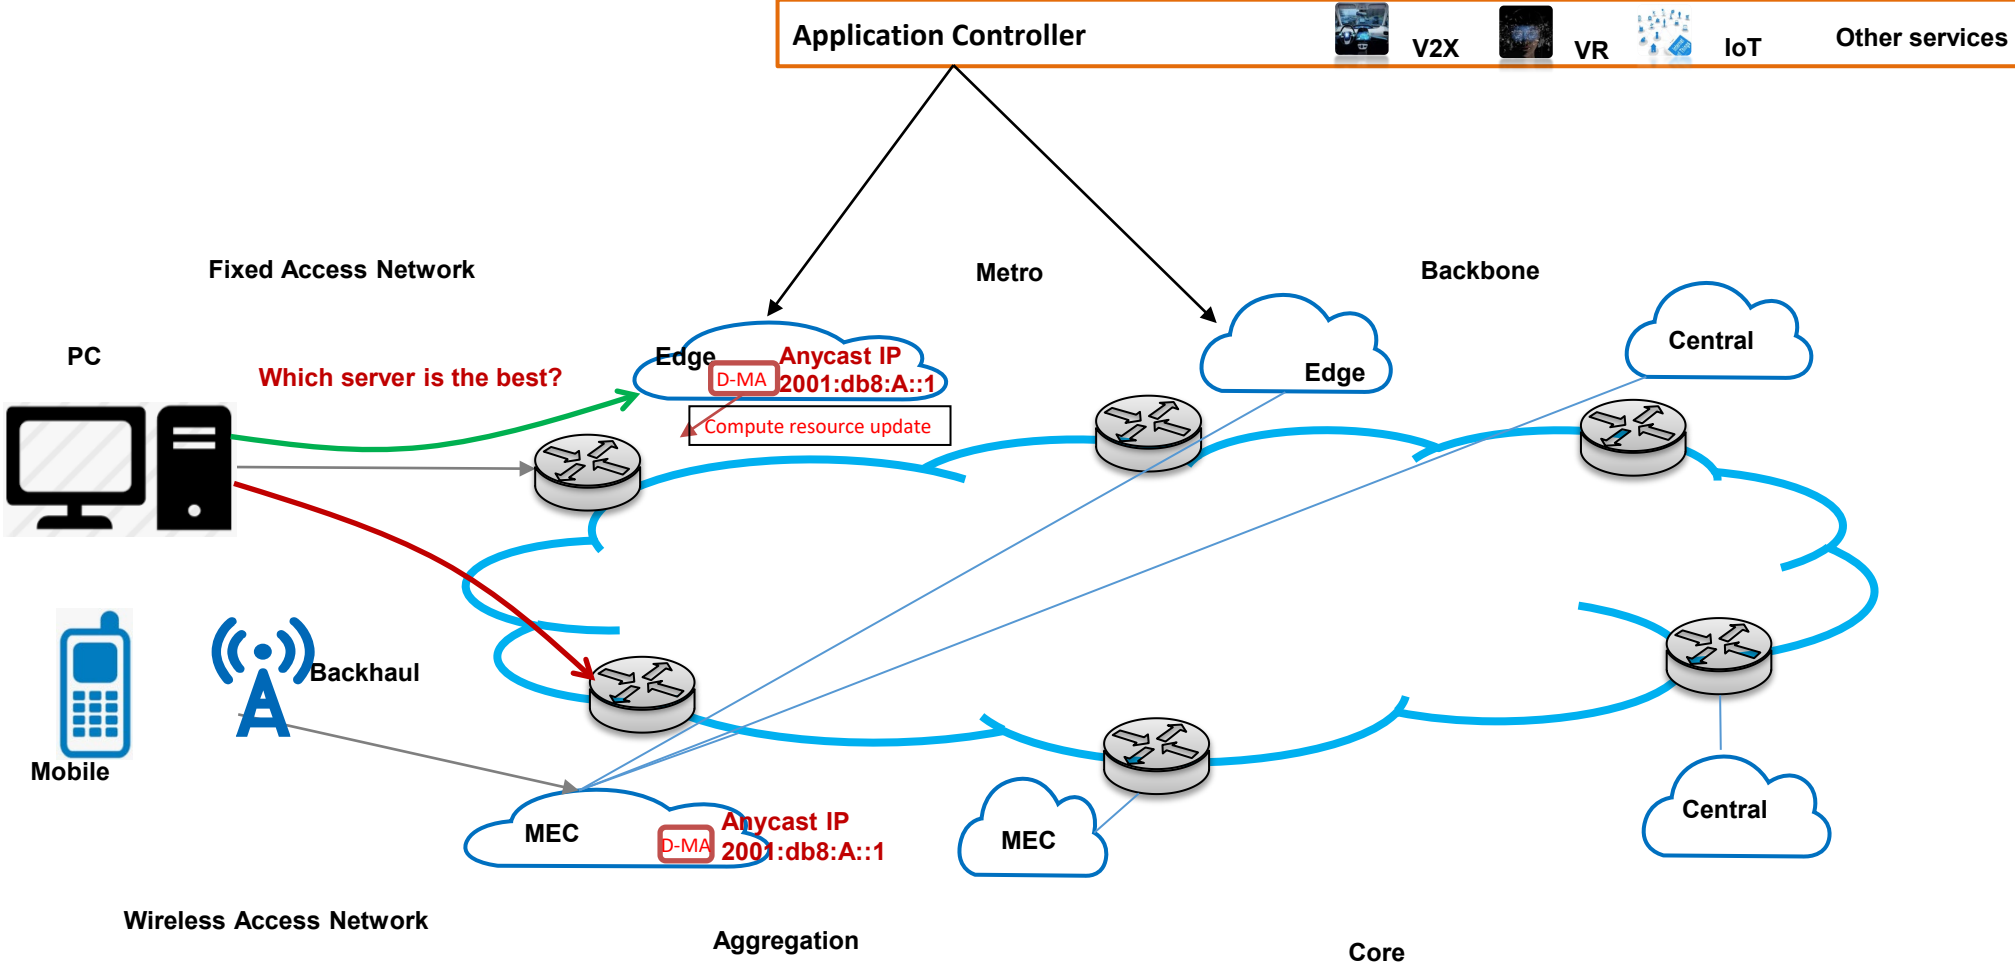 Application Controller
V2X
VR
IoT
Other services
Fixed Access Network
Metro
Backbone
PC
Which server is the best?
Edge
D-MA
Anycast IP
2001:db8:A::1
Compute resource update
Edge
Central
Mobile
Backhaul
MEC
D-MA
Anycast IP
2001:db8:A::1
MEC
Central
Wireless Access Network
Aggregation
Core